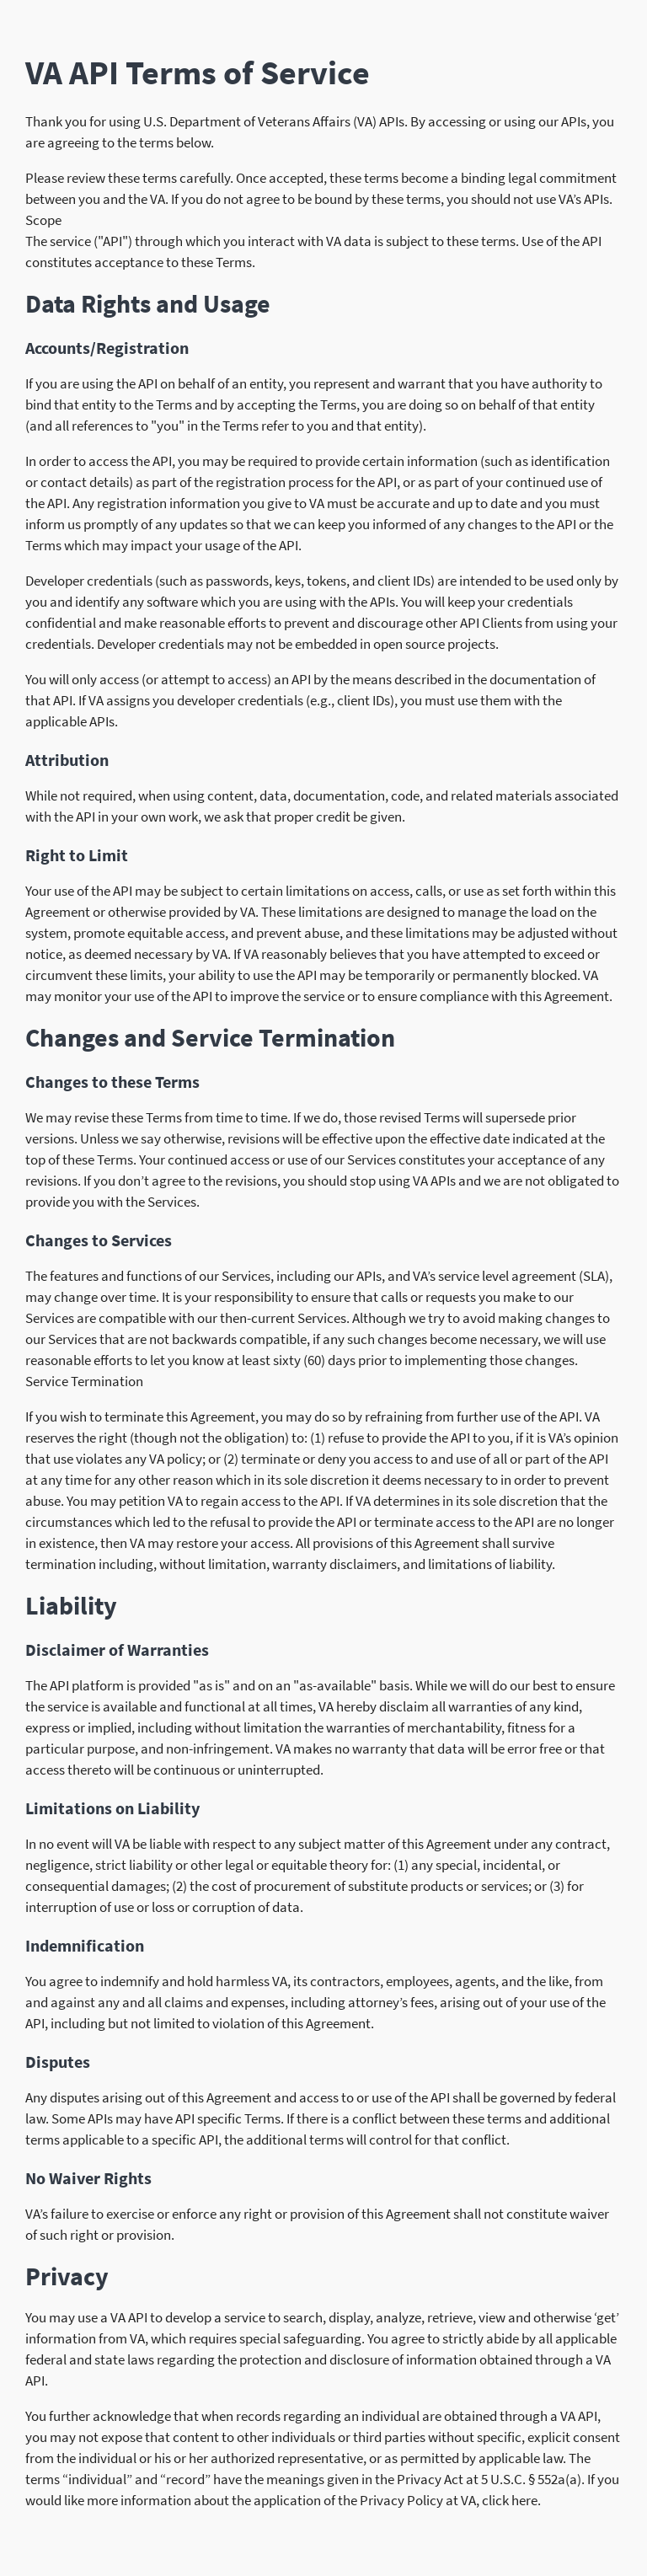 VA API Terms of Service
Thank you for using U.S. Department of Veterans Affairs (VA) APIs. By accessing or using our APIs, you
are agreeing to the terms below.
Please review these terms carefully. Once accepted, these terms become a binding legal commitment
between you and the VA. If you do not agree to be bound by these terms, you should not use VA’s APIs.
Scope
The service ("API") through which you interact with VA data is subject to these terms. Use of the API
constitutes acceptance to these Terms.
Data Rights and Usage
Accounts/Registration
If you are using the API on behalf of an entity, you represent and warrant that you have authority to
bind that entity to the Terms and by accepting the Terms, you are doing so on behalf of that entity
(and all references to "you" in the Terms refer to you and that entity).
In order to access the API, you may be required to provide certain information (such as identification
or contact details) as part of the registration process for the API, or as part of your continued use of
the API. Any registration information you give to VA must be accurate and up to date and you must
inform us promptly of any updates so that we can keep you informed of any changes to the API or the
Terms which may impact your usage of the API.
Developer credentials (such as passwords, keys, tokens, and client IDs) are intended to be used only by
you and identify any software which you are using with the APIs. You will keep your credentials
confidential and make reasonable efforts to prevent and discourage other API Clients from using your
credentials. Developer credentials may not be embedded in open source projects.
You will only access (or attempt to access) an API by the means described in the documentation of
that API. If VA assigns you developer credentials (e.g., client IDs), you must use them with the
applicable APIs.
Attribution
While not required, when using content, data, documentation, code, and related materials associated
with the API in your own work, we ask that proper credit be given.
Right to Limit
Your use of the API may be subject to certain limitations on access, calls, or use as set forth within this
Agreement or otherwise provided by VA. These limitations are designed to manage the load on the
system, promote equitable access, and prevent abuse, and these limitations may be adjusted without
notice, as deemed necessary by VA. If VA reasonably believes that you have attempted to exceed or
circumvent these limits, your ability to use the API may be temporarily or permanently blocked. VA
may monitor your use of the API to improve the service or to ensure compliance with this Agreement.
Changes and Service Termination
Changes to these Terms
We may revise these Terms from time to time. If we do, those revised Terms will supersede prior
versions. Unless we say otherwise, revisions will be effective upon the effective date indicated at the
top of these Terms. Your continued access or use of our Services constitutes your acceptance of any
revisions. If you don’t agree to the revisions, you should stop using VA APIs and we are not obligated to
provide you with the Services.
Changes to Services
The features and functions of our Services, including our APIs, and VA’s service level agreement (SLA),
may change over time. It is your responsibility to ensure that calls or requests you make to our
Services are compatible with our then-current Services. Although we try to avoid making changes to
our Services that are not backwards compatible, if any such changes become necessary, we will use
reasonable efforts to let you know at least sixty (60) days prior to implementing those changes.
Service Termination
If you wish to terminate this Agreement, you may do so by refraining from further use of the API. VA
reserves the right (though not the obligation) to: (1) refuse to provide the API to you, if it is VA’s opinion
that use violates any VA policy; or (2) terminate or deny you access to and use of all or part of the API
at any time for any other reason which in its sole discretion it deems necessary to in order to prevent
abuse. You may petition VA to regain access to the API. If VA determines in its sole discretion that the
circumstances which led to the refusal to provide the API or terminate access to the API are no longer
in existence, then VA may restore your access. All provisions of this Agreement shall survive
termination including, without limitation, warranty disclaimers, and limitations of liability.
Liability
Disclaimer of Warranties
The API platform is provided "as is" and on an "as-available" basis. While we will do our best to ensure
the service is available and functional at all times, VA hereby disclaim all warranties of any kind,
express or implied, including without limitation the warranties of merchantability, fitness for a
particular purpose, and non-infringement. VA makes no warranty that data will be error free or that
access thereto will be continuous or uninterrupted.
Limitations on Liability
In no event will VA be liable with respect to any subject matter of this Agreement under any contract,
negligence, strict liability or other legal or equitable theory for: (1) any special, incidental, or
consequential damages; (2) the cost of procurement of substitute products or services; or (3) for
interruption of use or loss or corruption of data.
Indemnification
You agree to indemnify and hold harmless VA, its contractors, employees, agents, and the like, from
and against any and all claims and expenses, including attorney’s fees, arising out of your use of the
API, including but not limited to violation of this Agreement.
Disputes
Any disputes arising out of this Agreement and access to or use of the API shall be governed by federal
law. Some APIs may have API specific Terms. If there is a conflict between these terms and additional
terms applicable to a specific API, the additional terms will control for that conflict.
No Waiver Rights
VA’s failure to exercise or enforce any right or provision of this Agreement shall not constitute waiver
of such right or provision.
Privacy
You may use a VA API to develop a service to search, display, analyze, retrieve, view and otherwise ‘get’
information from VA, which requires special safeguarding. You agree to strictly abide by all applicable
federal and state laws regarding the protection and disclosure of information obtained through a VA
API.
You further acknowledge that when records regarding an individual are obtained through a VA API,
you may not expose that content to other individuals or third parties without specific, explicit consent
from the individual or his or her authorized representative, or as permitted by applicable law. The
terms “individual” and “record” have the meanings given in the Privacy Act at 5 U.S.C. § 552a(a). If you
would like more information about the application of the Privacy Policy at VA, click here.